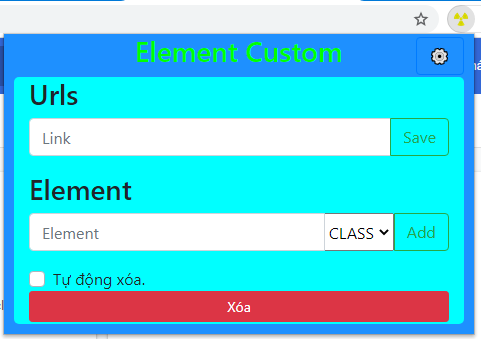 Element Custom
Urls
Link
Save
Element
Element
CLASS
Add
Tự động xóa.
Xóa